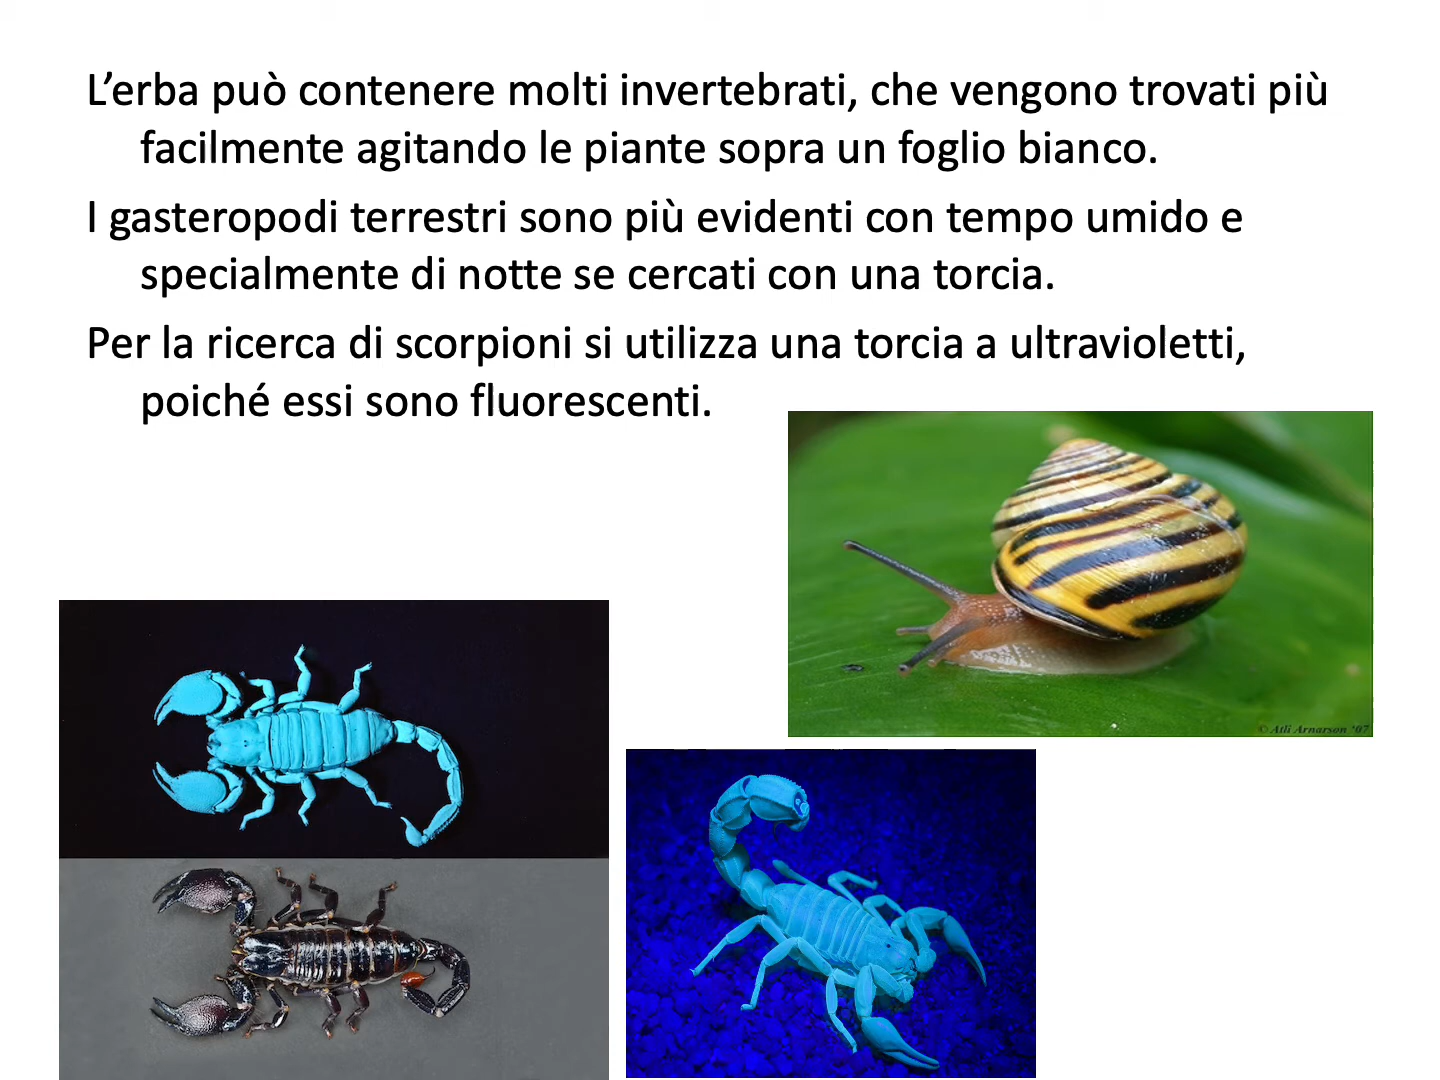 L’erba può contenere molti invertebrati, che vengono trovati più
facilmente agitando le piante sopra un foglio bianco.
I gasteropodi terrestri sono più evidenti con tempo umido e
specialmente di notte se cercati con una torcia.
Per la ricerca di scorpioni si utilizza una torcia a ultravioletti,
poiché essi sono fluorescenti.
© Atli Arnarson ‘07